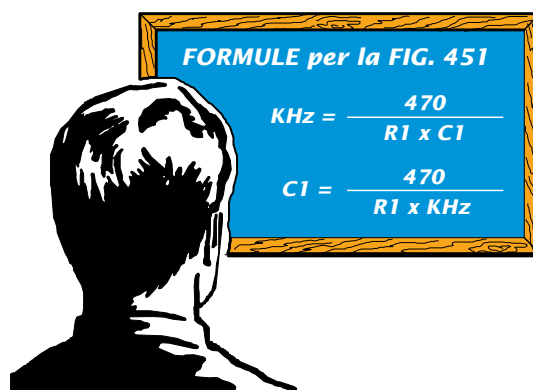 FORMULE per la FIG. 451
KHz = 470 / R1 x C1
C1 = 470 / R1 x KHz